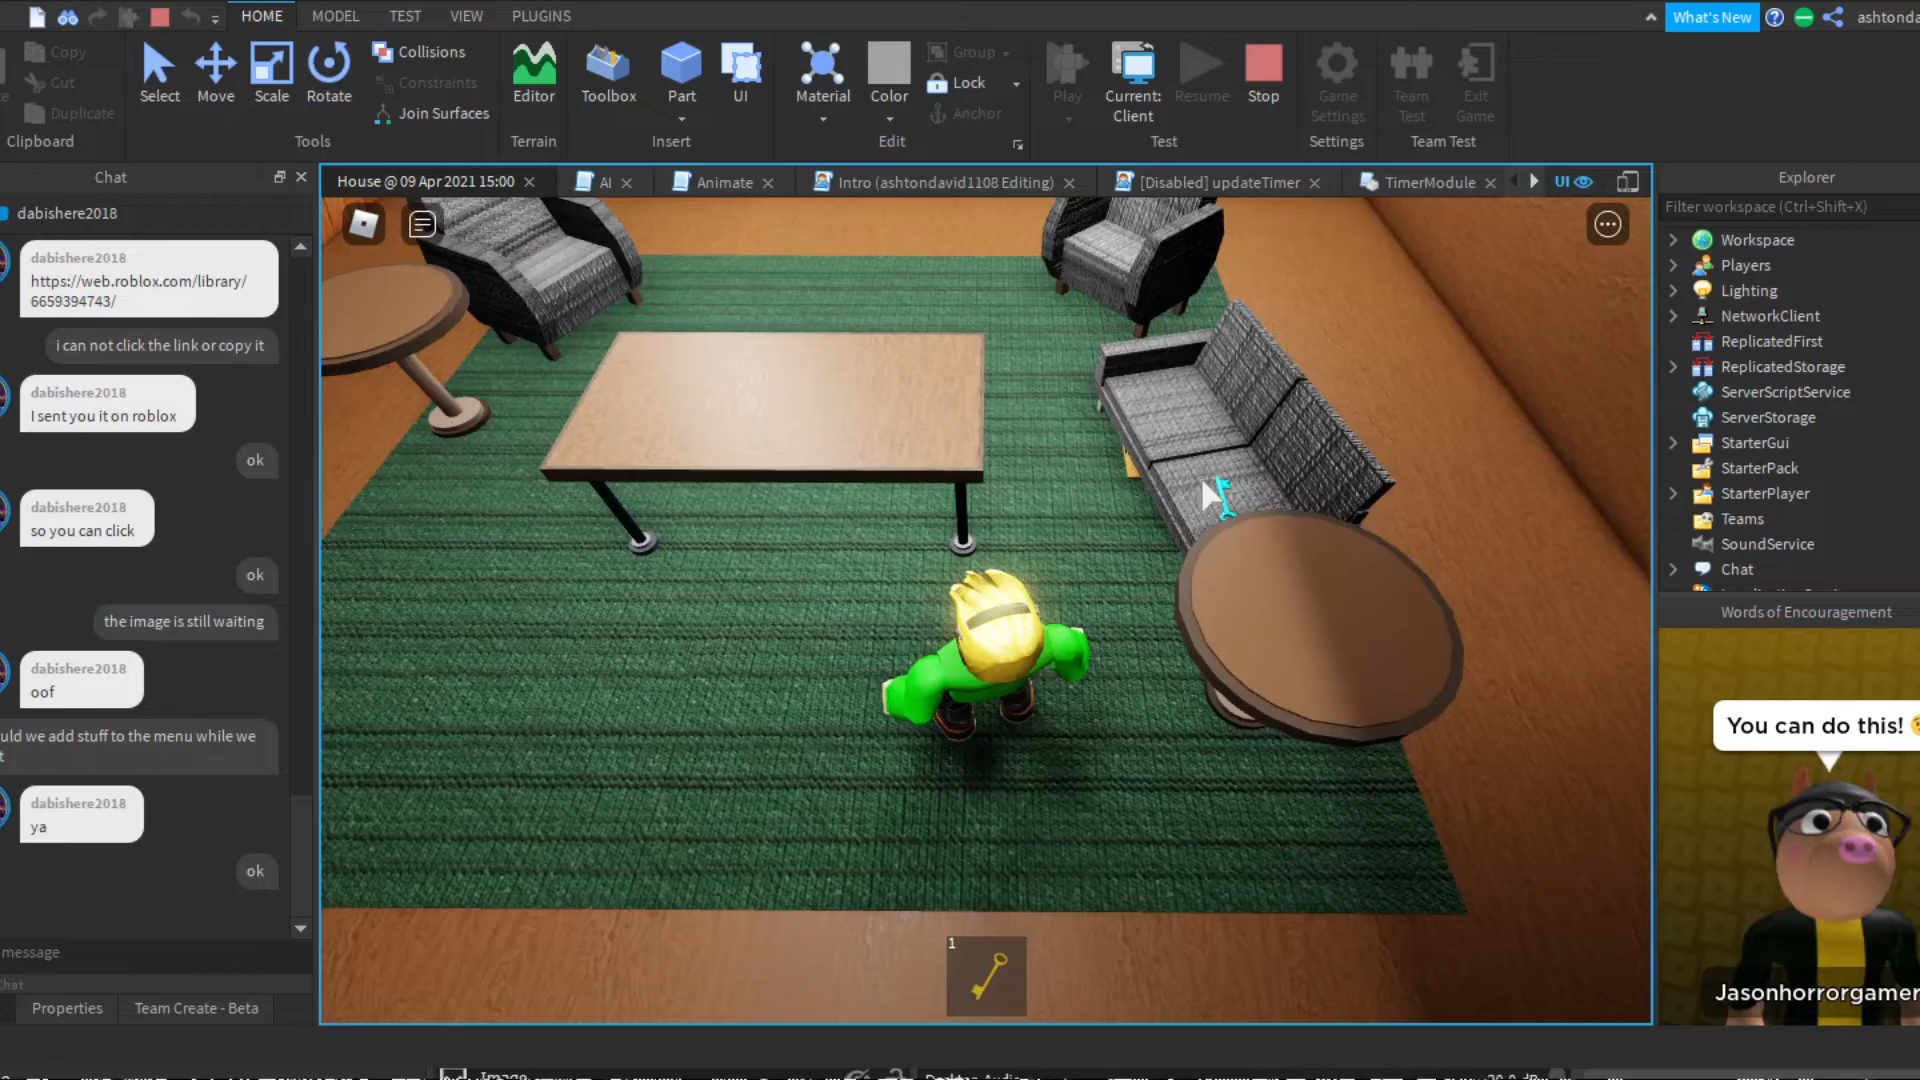 HOME
MODEL
TEST
VIEW
PLUGINS
What's New
Copy
Cut
Duplicate
Clipboard
Select
Move
Scale
Rotate
Collisions
Constraints
Join Surfaces
Tools
Editor
Terrain
Toolbox
Part
UI
Insert
Material
Color
Group
Lock
Anchor
Edit
Play
Current:
Client
Resume
Stop
Test
Game
Settings
Settings
Team
Test
Exit
Game
Team Test
Chat
dabishere2018
dabishere2018
https://web.roblox.com/library/
6659394743/
i can not click the link or copy it
dabishere2018
I sent you it on roblox
ok
dabishere2018
so you can click
ok
the image is still waiting
dabishere2018
oof
uld we add stuff to the menu while we
t
dabishere2018
ya
ok
message
Properties
Team Create - Beta
House @ 09 Apr 2021 15:00
AI
Animate
Intro (ashtondavid1108 Editing)
[Disabled] updateTimer
TimerModule
UI
1
Explorer
Filter workspace (Ctrl+Shift+X)
Workspace
Players
Lighting
NetworkClient
ReplicatedFirst
ReplicatedStorage
ServerScriptService
ServerStorage
StarterGui
StarterPack
StarterPlayer
Teams
SoundService
Chat
Words of Encouragement
You can do this!
Jasonhorrorgamer